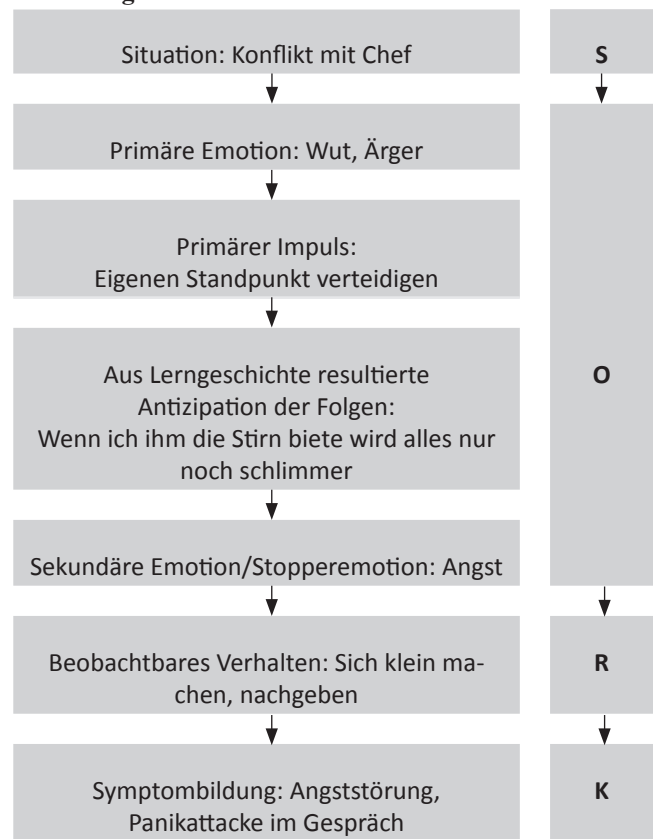 Situation: Konflikt mit Chef
S
Primäre Emotion: Wut, Ärger
Primärer Impuls:
Eigenen Standpunkt verteidigen
Aus Lerngeschichte resultierte
Antizipation der Folgen:
Wenn ich ihm die Stirn biete wird alles nur
noch schlimmer
O
Sekundäre Emotion/Stopperemotion: Angst
Beobachtbares Verhalten: Sich klein ma-
chen, nachgeben
R
Symptombildung: Angststörung,
Panikattacke im Gespräch
K